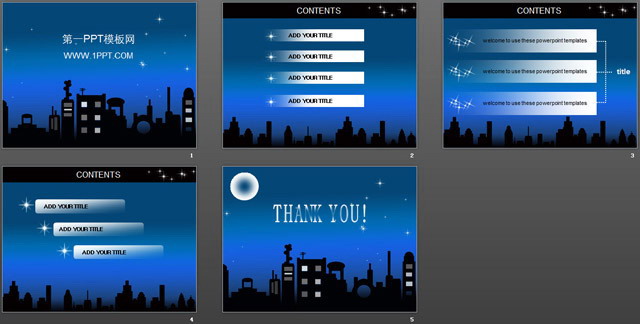 第一PPT模板网
WWW.1PPT.COM
1
CONTENTS
ADD YOUR TITLE
ADD YOUR TITLE
ADD YOUR TITLE
ADD YOUR TITLE
2
CONTENTS
welcome to use these powerpoint templates
welcome to use these powerpoint templates
welcome to use these powerpoint templates
title
3
CONTENTS
ADD YOUR TITLE
ADD YOUR TITLE
ADD YOUR TITLE
4
THANK YOU!
5